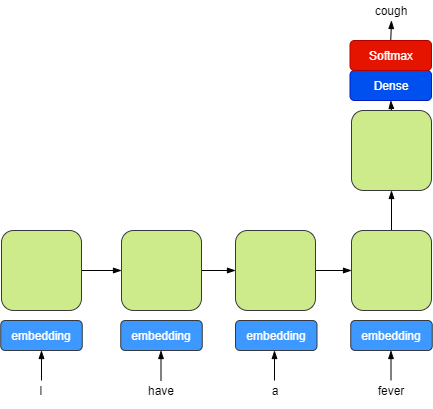 cough
Softmax
Dense
embedding embedding embedding embedding
I have a fever